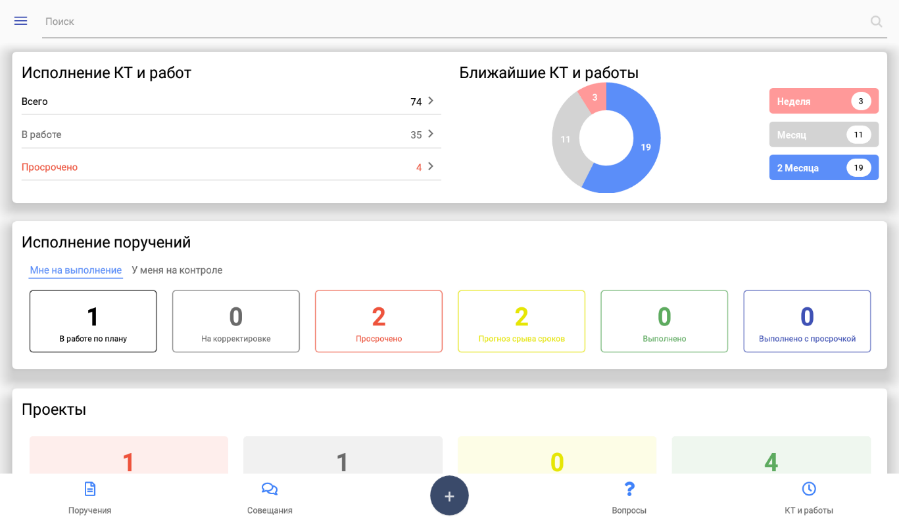 Поиск
Исполнение КТ и работ
Всего 74
В работе 35
Просрочено 4
Ближайшие КТ и работы
3
11
19
Неделя 3
Месяц 11
2 Месяца 19
Исполнение поручений
Мне на выполнение У меня на контроле
1 0 2 2 0 0
В работе по плану На корректировке Просрочено Прогноз срыва сроков Выполнено Выполнено с просрочкой
Проекты
1 1 0 4
+
Поручения Совещания Вопросы КТ и работы